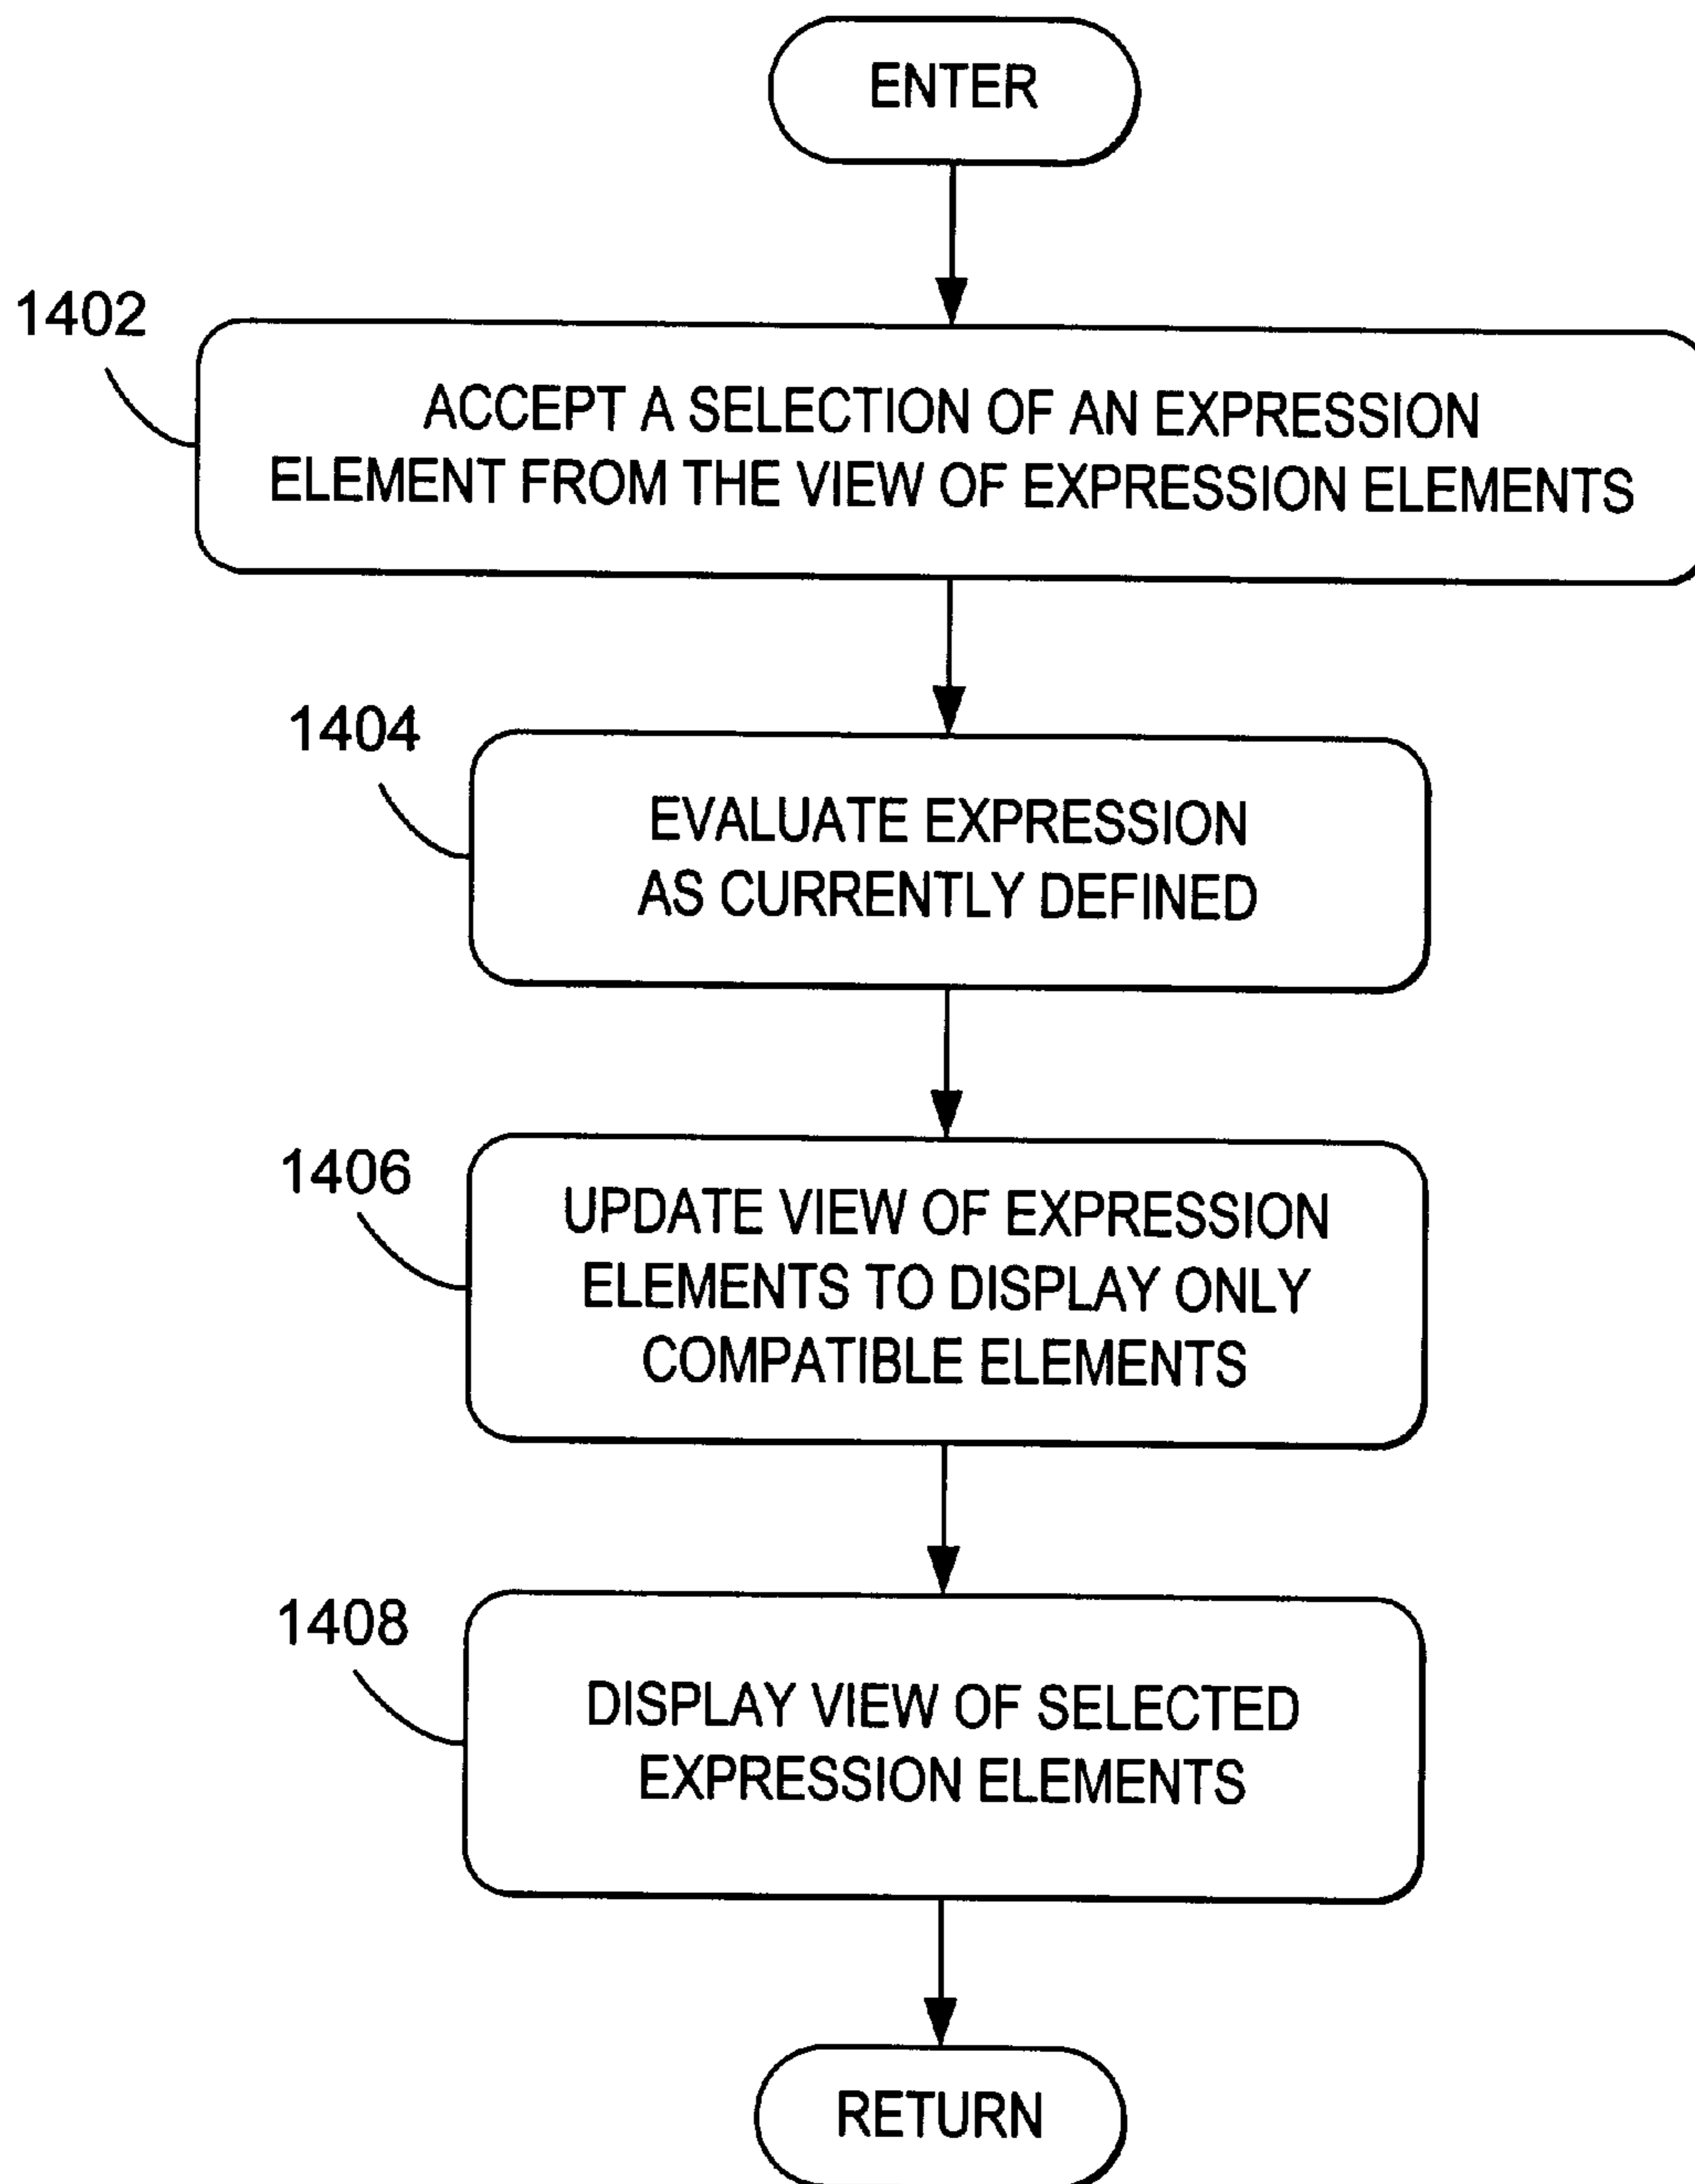 ENTER
1402
ACCEPT A SELECTION OF AN EXPRESSION
ELEMENT FROM THE VIEW OF EXPRESSION ELEMENTS
1404
EVALUATE EXPRESSION
AS CURRENTLY DEFINED
1406
UPDATE VIEW OF EXPRESSION
ELEMENTS TO DISPLAY ONLY
COMPATIBLE ELEMENTS
1408
DISPLAY VIEW OF SELECTED
EXPRESSION ELEMENTS
RETURN